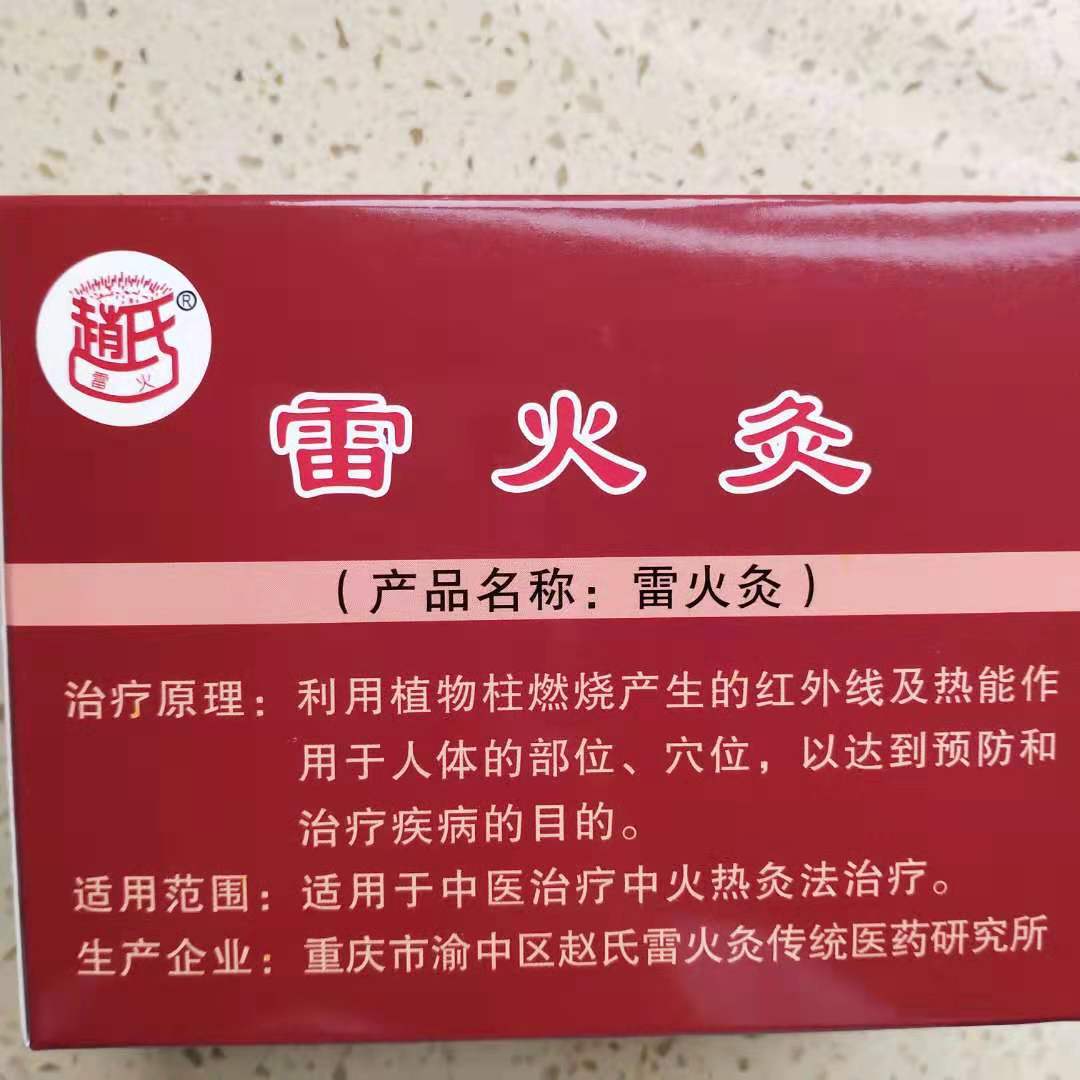 趙氏®
雷火
雷火灸
（产品名称：雷火灸）
治疗原理：利用植物柱燃烧产生的红外线及热能作
用于人体的部位、穴位，以达到预防和
治疗疾病的目的。
适用范围：适用于中医治疗中火热灸法治疗。
生产企业：重庆市渝中区赵氏雷火灸传统医药研究所